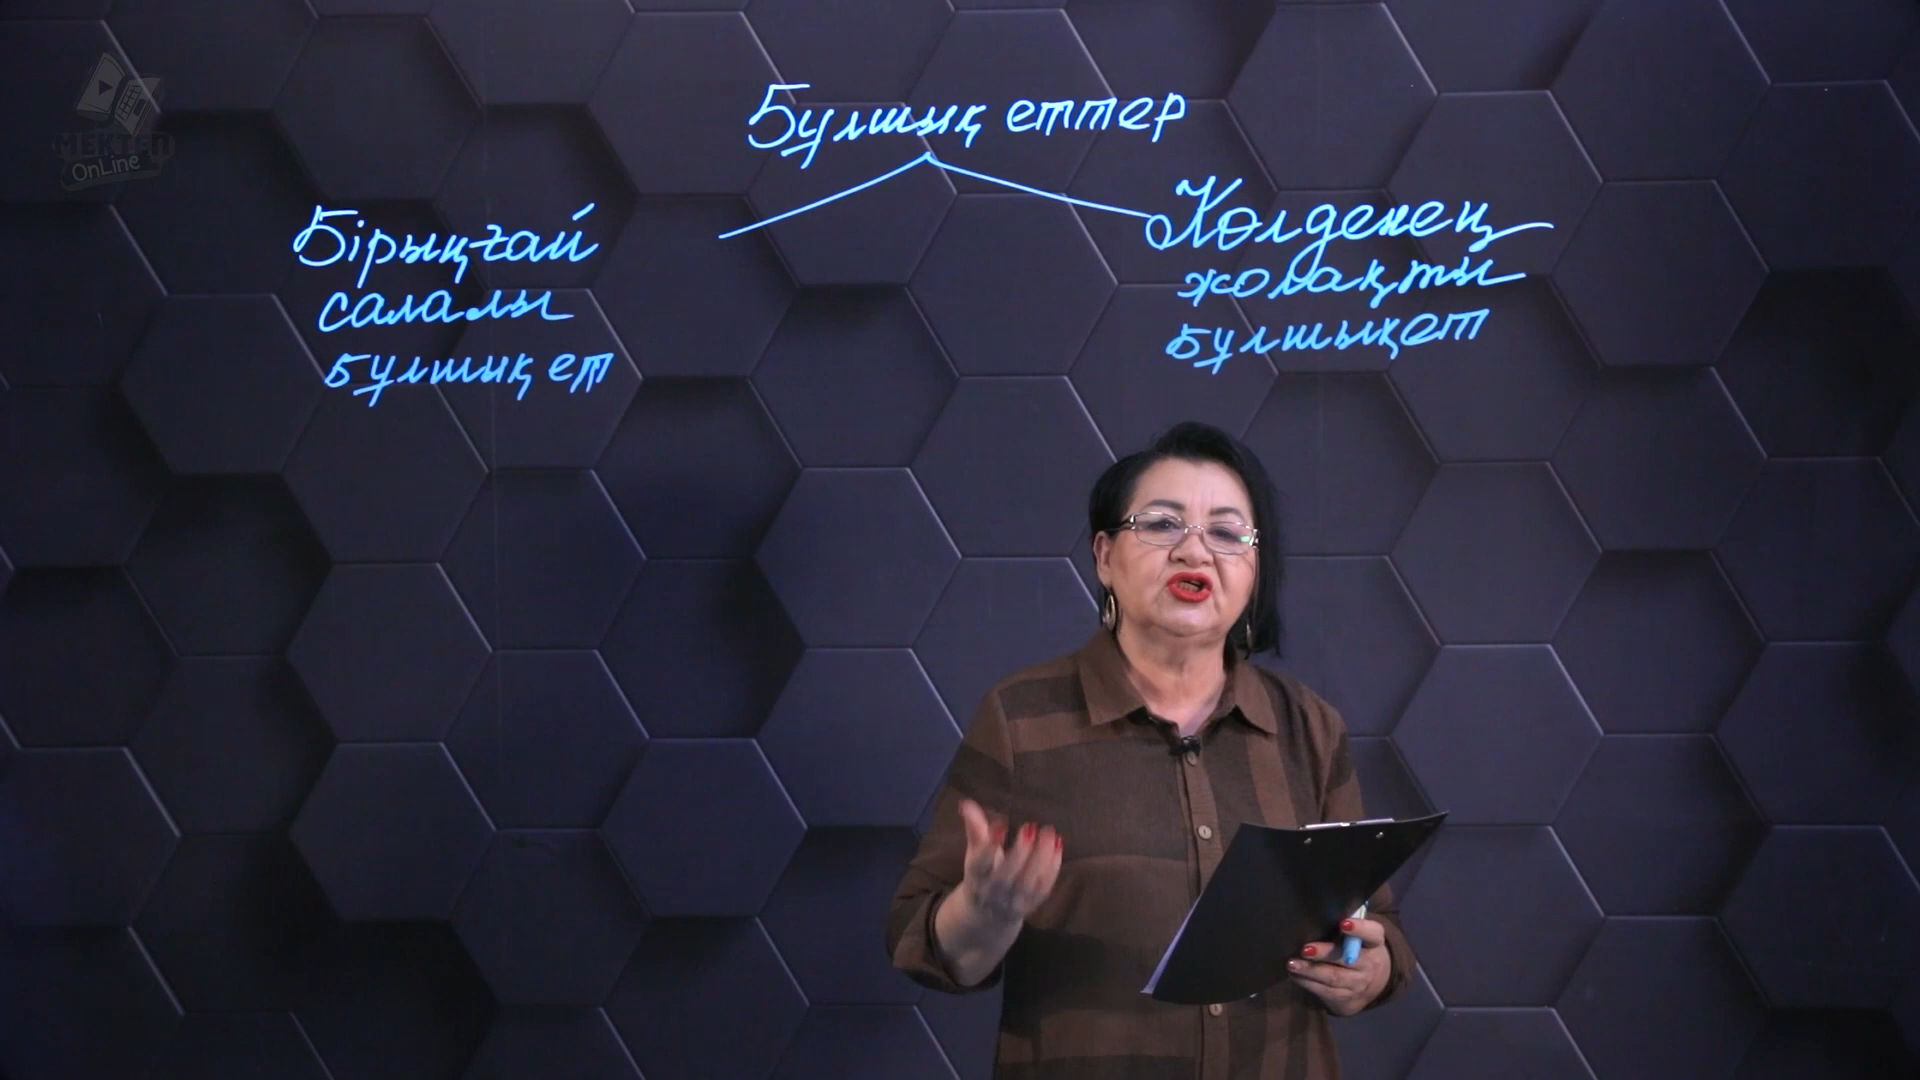 МЕКТЕП
OnLine
Бұлшық еттер
Бірыңғай
салалы
бұлшық ет
Көлденең
жолақты
бұлшықет